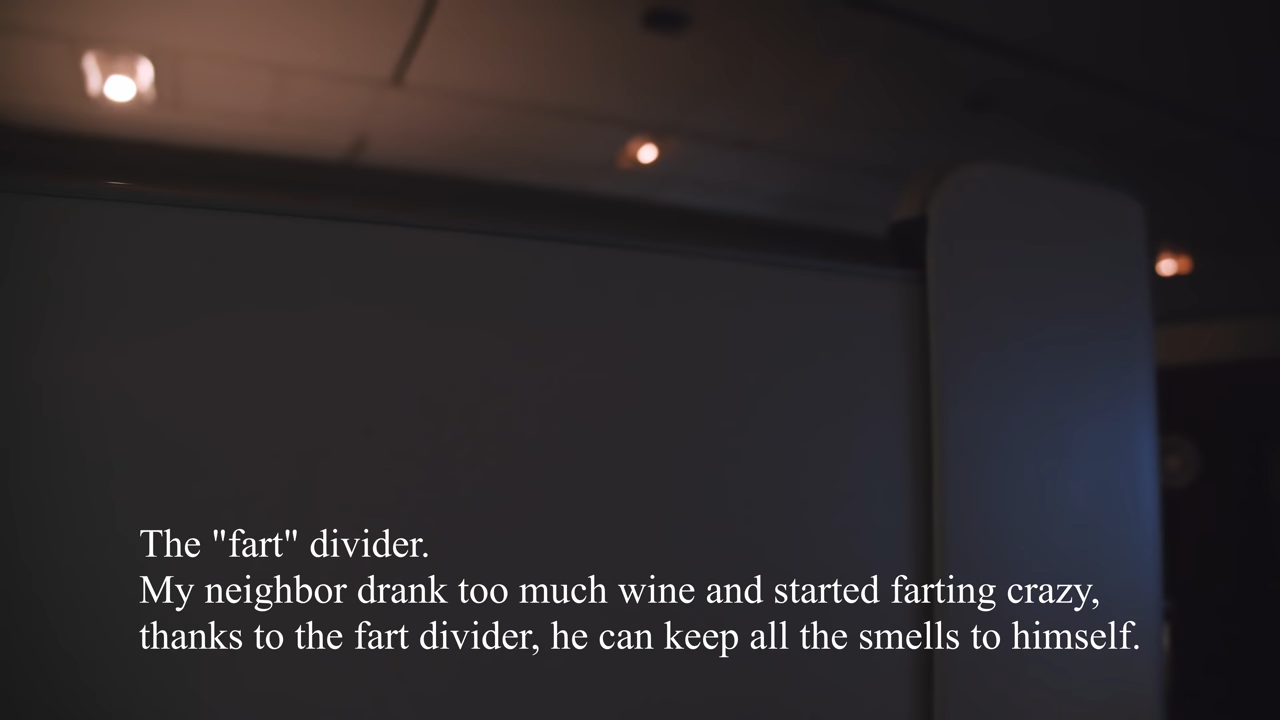 The "fart" divider.
My neighbor drank too much wine and started farting crazy,
thanks to the fart divider, he can keep all the smells to himself.